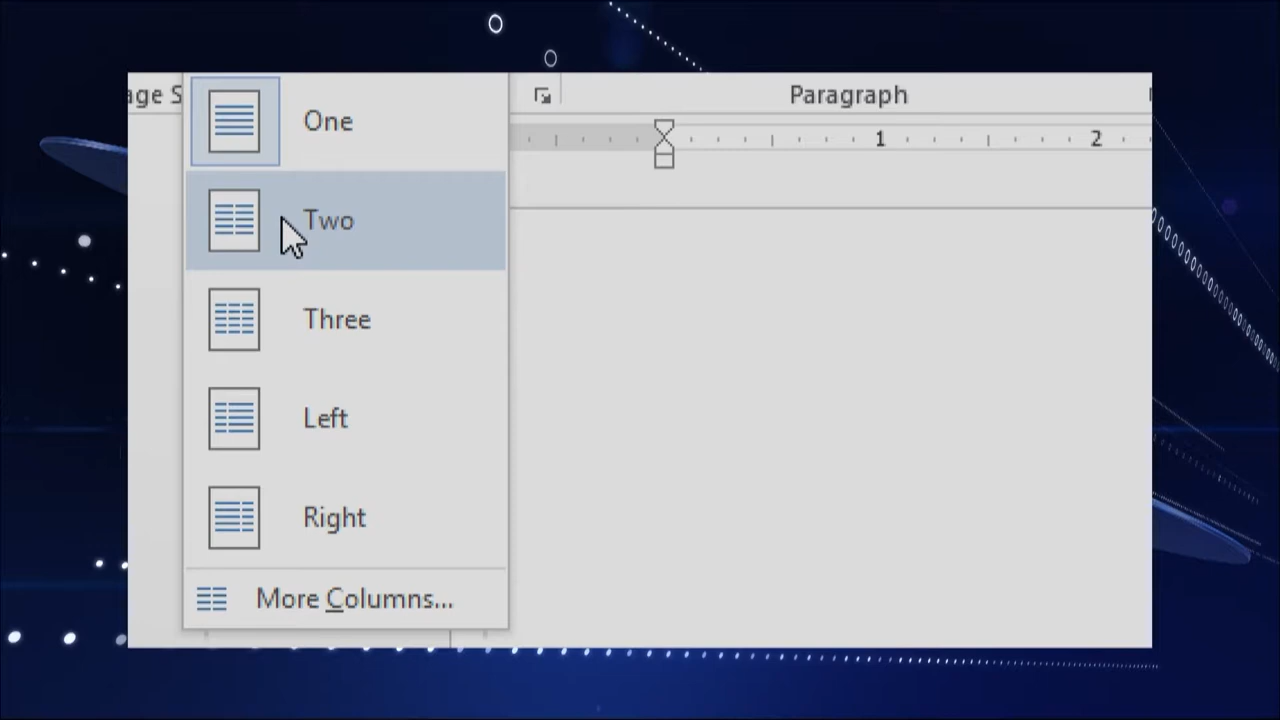 age S
Paragraph
One
1
2
Two
Three
Left
Right
More Columns...